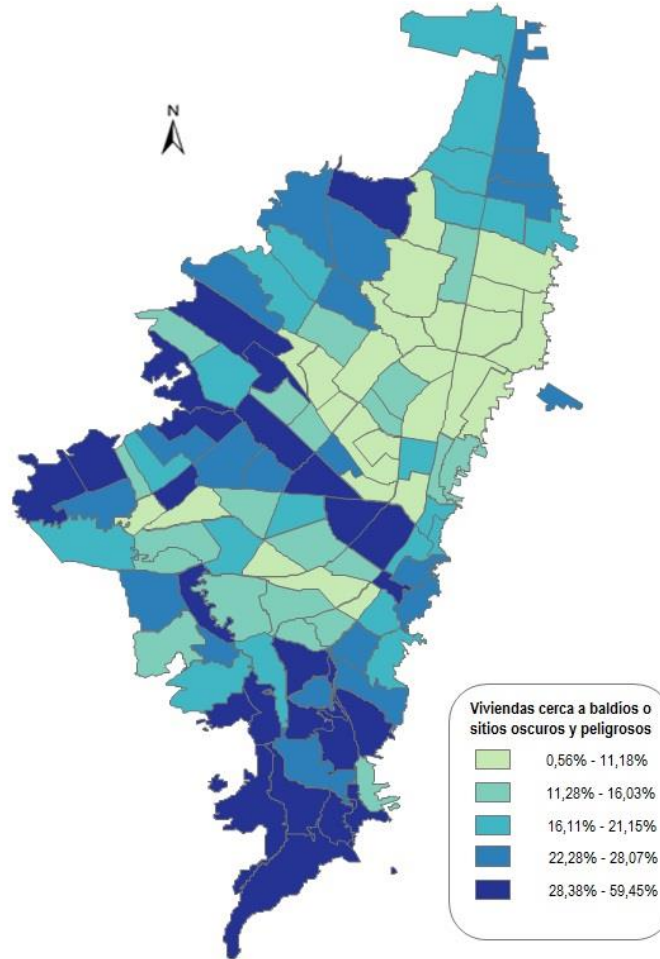 N
Viviendas cerca a baldios o
sitios oscuros y peligrosos
0,56% - 11,18%
11,28% - 16,03%
16,11% - 21,15%
22,28% - 28,07%
28,38% - 59,45%